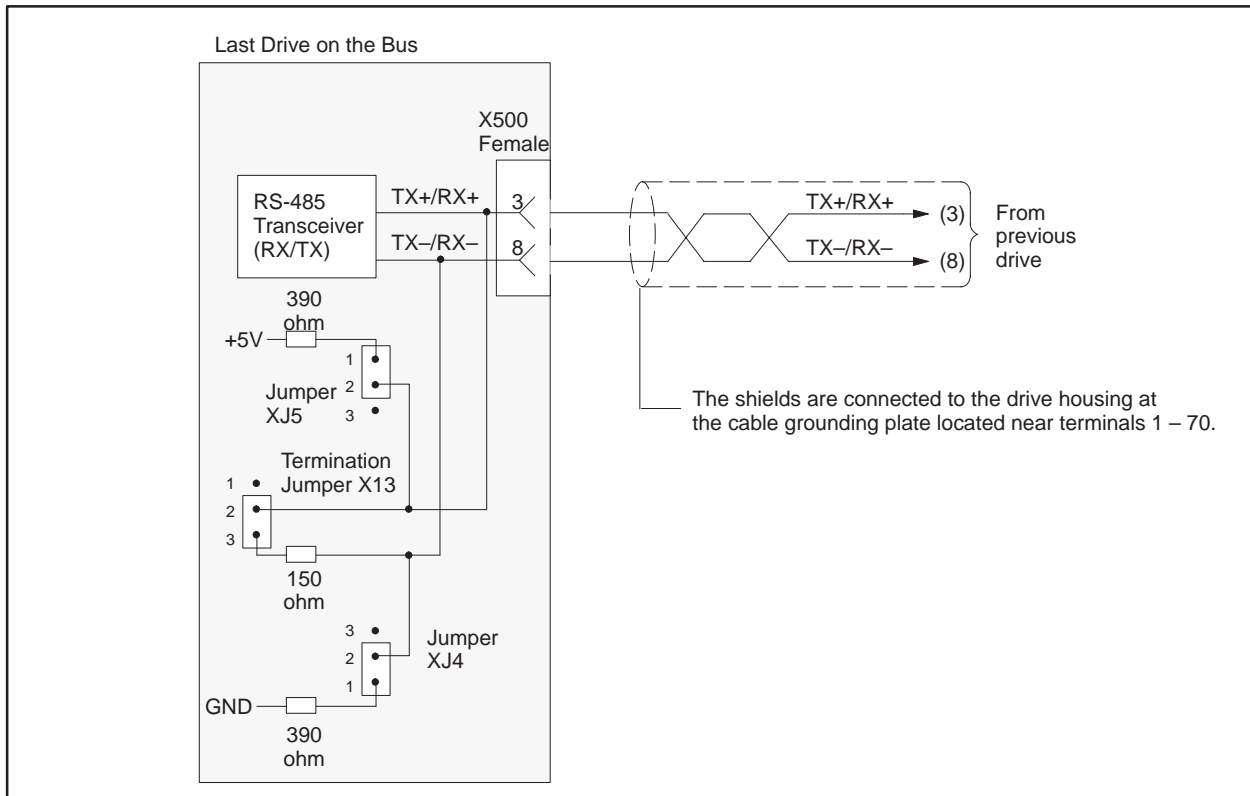 Last Drive on the Bus
X500
Female
RS-485
Transceiver
(RX/TX)
TX+/RX+
TX–/RX–
3
8
TX+/RX+
TX–/RX–
(3)
(8)
From
previous
drive
390
ohm
+5V
1
2
3
Jumper
XJ5
The shields are connected to the drive housing at
the cable grounding plate located near terminals 1 – 70.
Termination
Jumper X13
1
2
3
150
ohm
3
2
1
Jumper
XJ4
GND
390
ohm